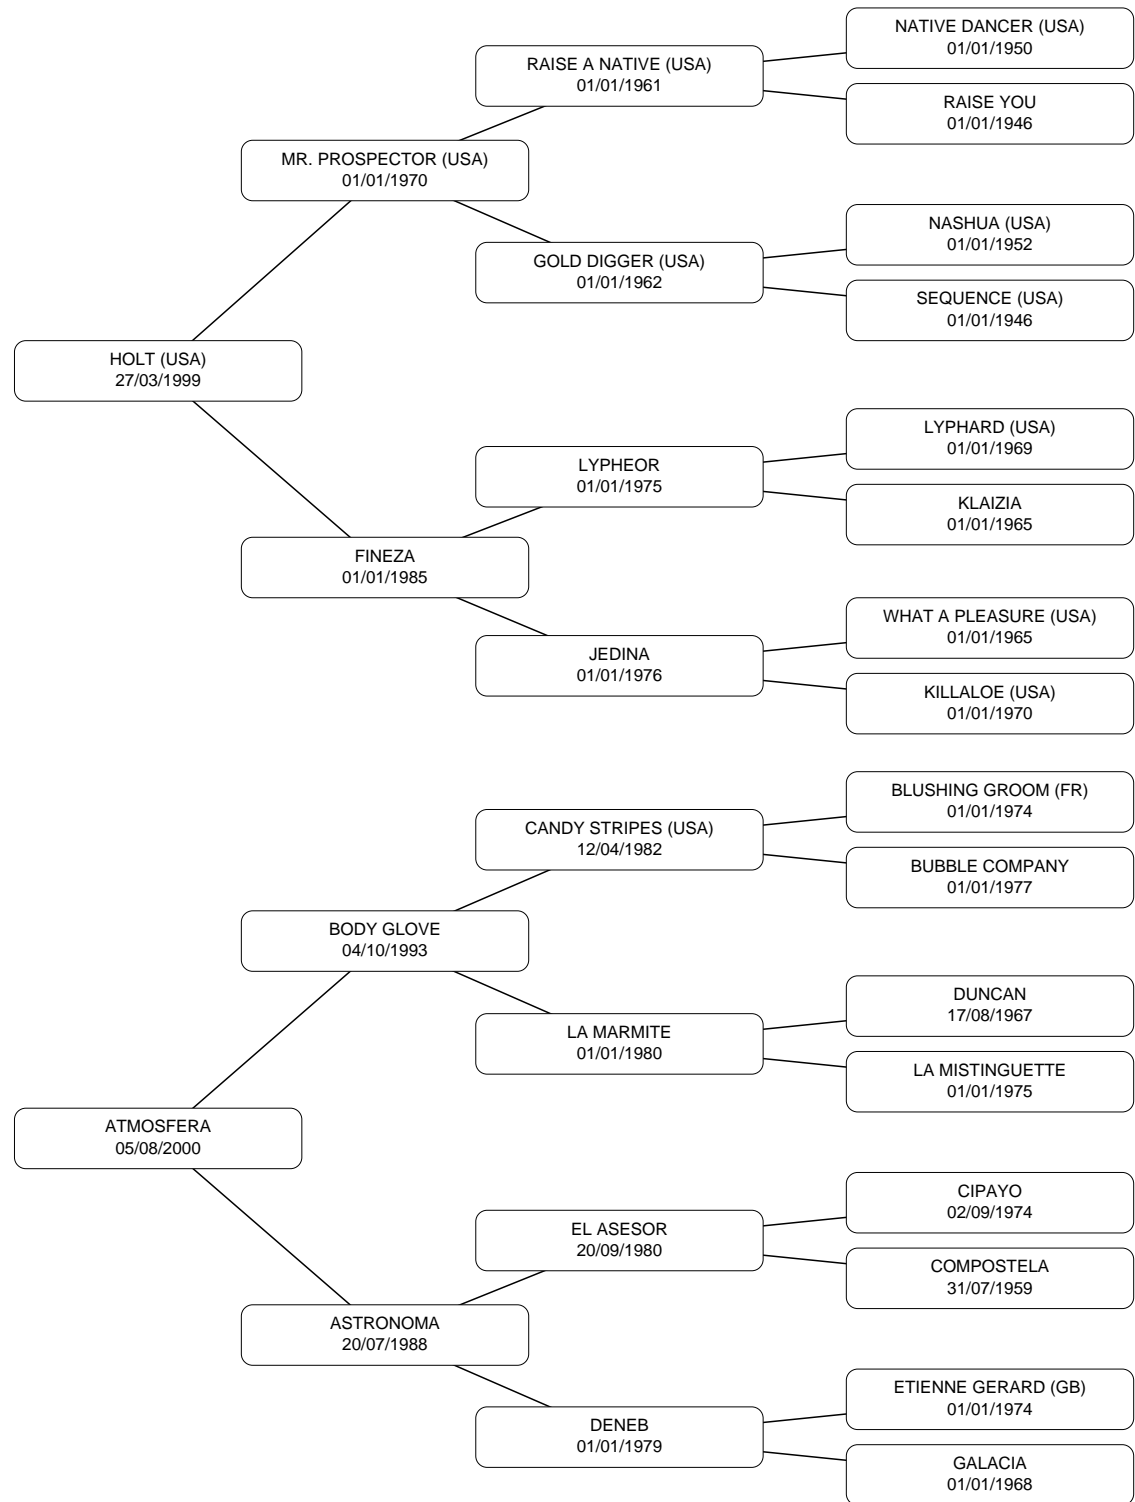 NATIVE DANCER (USA)
01/01/1950
RAISE A NATIVE (USA)
01/01/1961
RAISE YOU
01/01/1946
MR. PROSPECTOR (USA)
01/01/1970
NASHUA (USA)
01/01/1952
GOLD DIGGER (USA)
01/01/1962
SEQUENCE (USA)
01/01/1946
HOLT (USA)
27/03/1999
LYPHARD (USA)
01/01/1969
LYPHEOR
01/01/1975
KLAIZIA
01/01/1965
FINEZA
01/01/1985
WHAT A PLEASURE (USA)
01/01/1965
JEDINA
01/01/1976
KILLALOE (USA)
01/01/1970
BLUSHING GROOM (FR)
01/01/1974
CANDY STRIPES (USA)
12/04/1982
BUBBLE COMPANY
01/01/1977
BODY GLOVE
04/10/1993
DUNCAN
17/08/1967
LA MARMITE
01/01/1980
LA MISTINGUETTE
01/01/1975
ATMOSFERA
05/08/2000
CIPAYO
02/09/1974
EL ASESOR
20/09/1980
COMPOSTELA
31/07/1959
ASTRONOMA
20/07/1988
ETIENNE GERARD (GB)
01/01/1974
DENEB
01/01/1979
GALACIA
01/01/1968